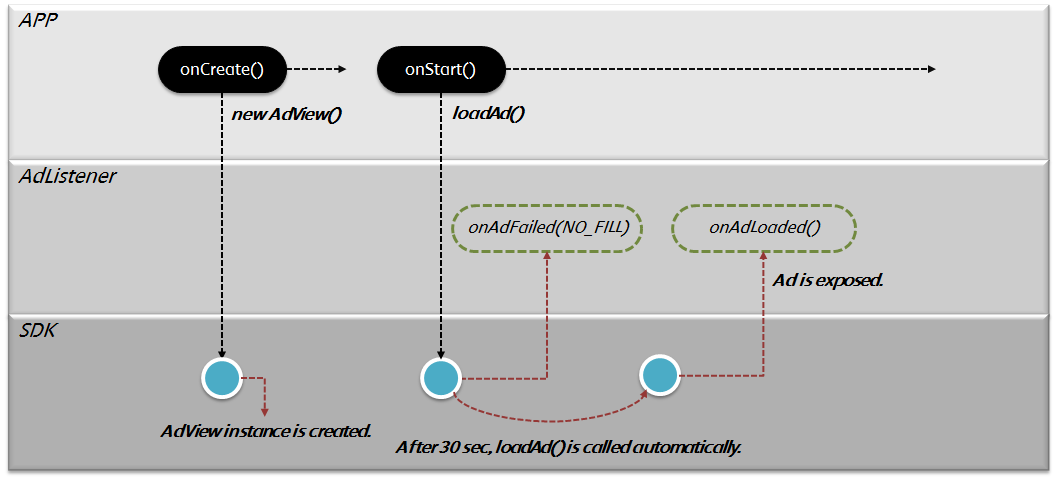 APP
onCreate()
onStart()
new AdView()
loadAd()
AdListener
onAdFailed(NO_FILL)
onAdLoaded()
Ad is exposed.
SDK
AdView instance is created.
After 30 sec, loadAd() is called automatically.